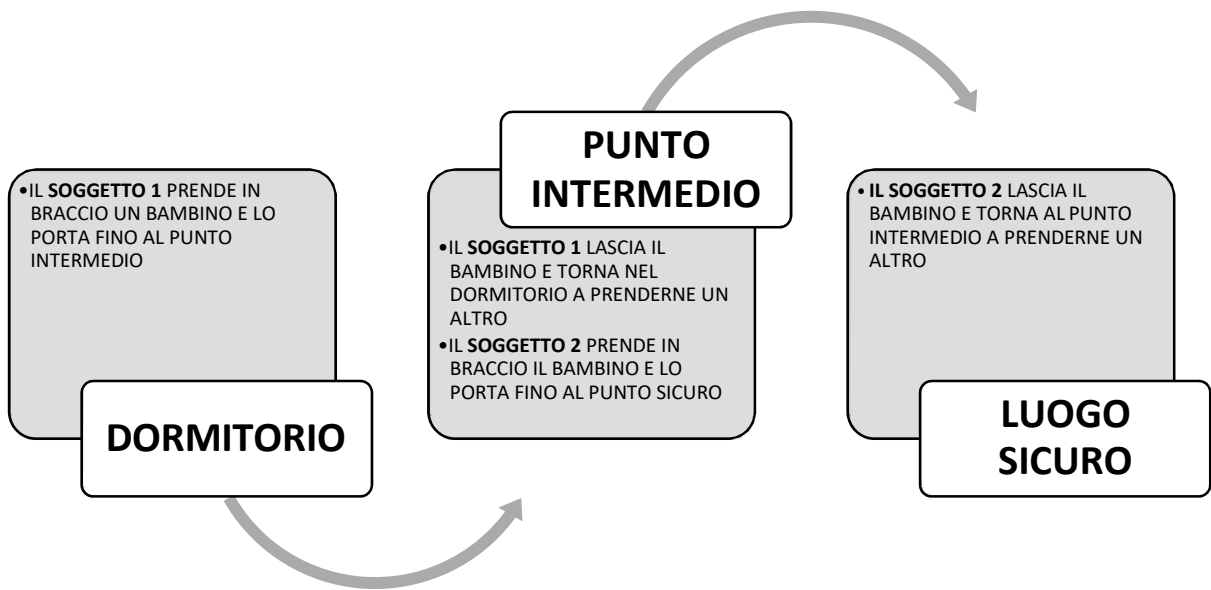 •IL SOGGETTO 1 PRENDE IN
BRACCIO UN BAMBINO E LO
PORTA FINO AL PUNTO
INTERMEDIO
DORMITORIO
PUNTO
INTERMEDIO
•IL SOGGETTO 1 LASCIA IL
BAMBINO E TORNA NEL
DORMITORIO A PRENDERNE UN
ALTRO
•IL SOGGETTO 2 PRENDE IN
BRACCIO IL BAMBINO E LO
PORTA FINO AL PUNTO SICURO
• IL SOGGETTO 2 LASCIA IL
BAMBINO E TORNA AL PUNTO
INTERMEDIO A PRENDERNE UN
ALTRO
LUOGO
SICURO